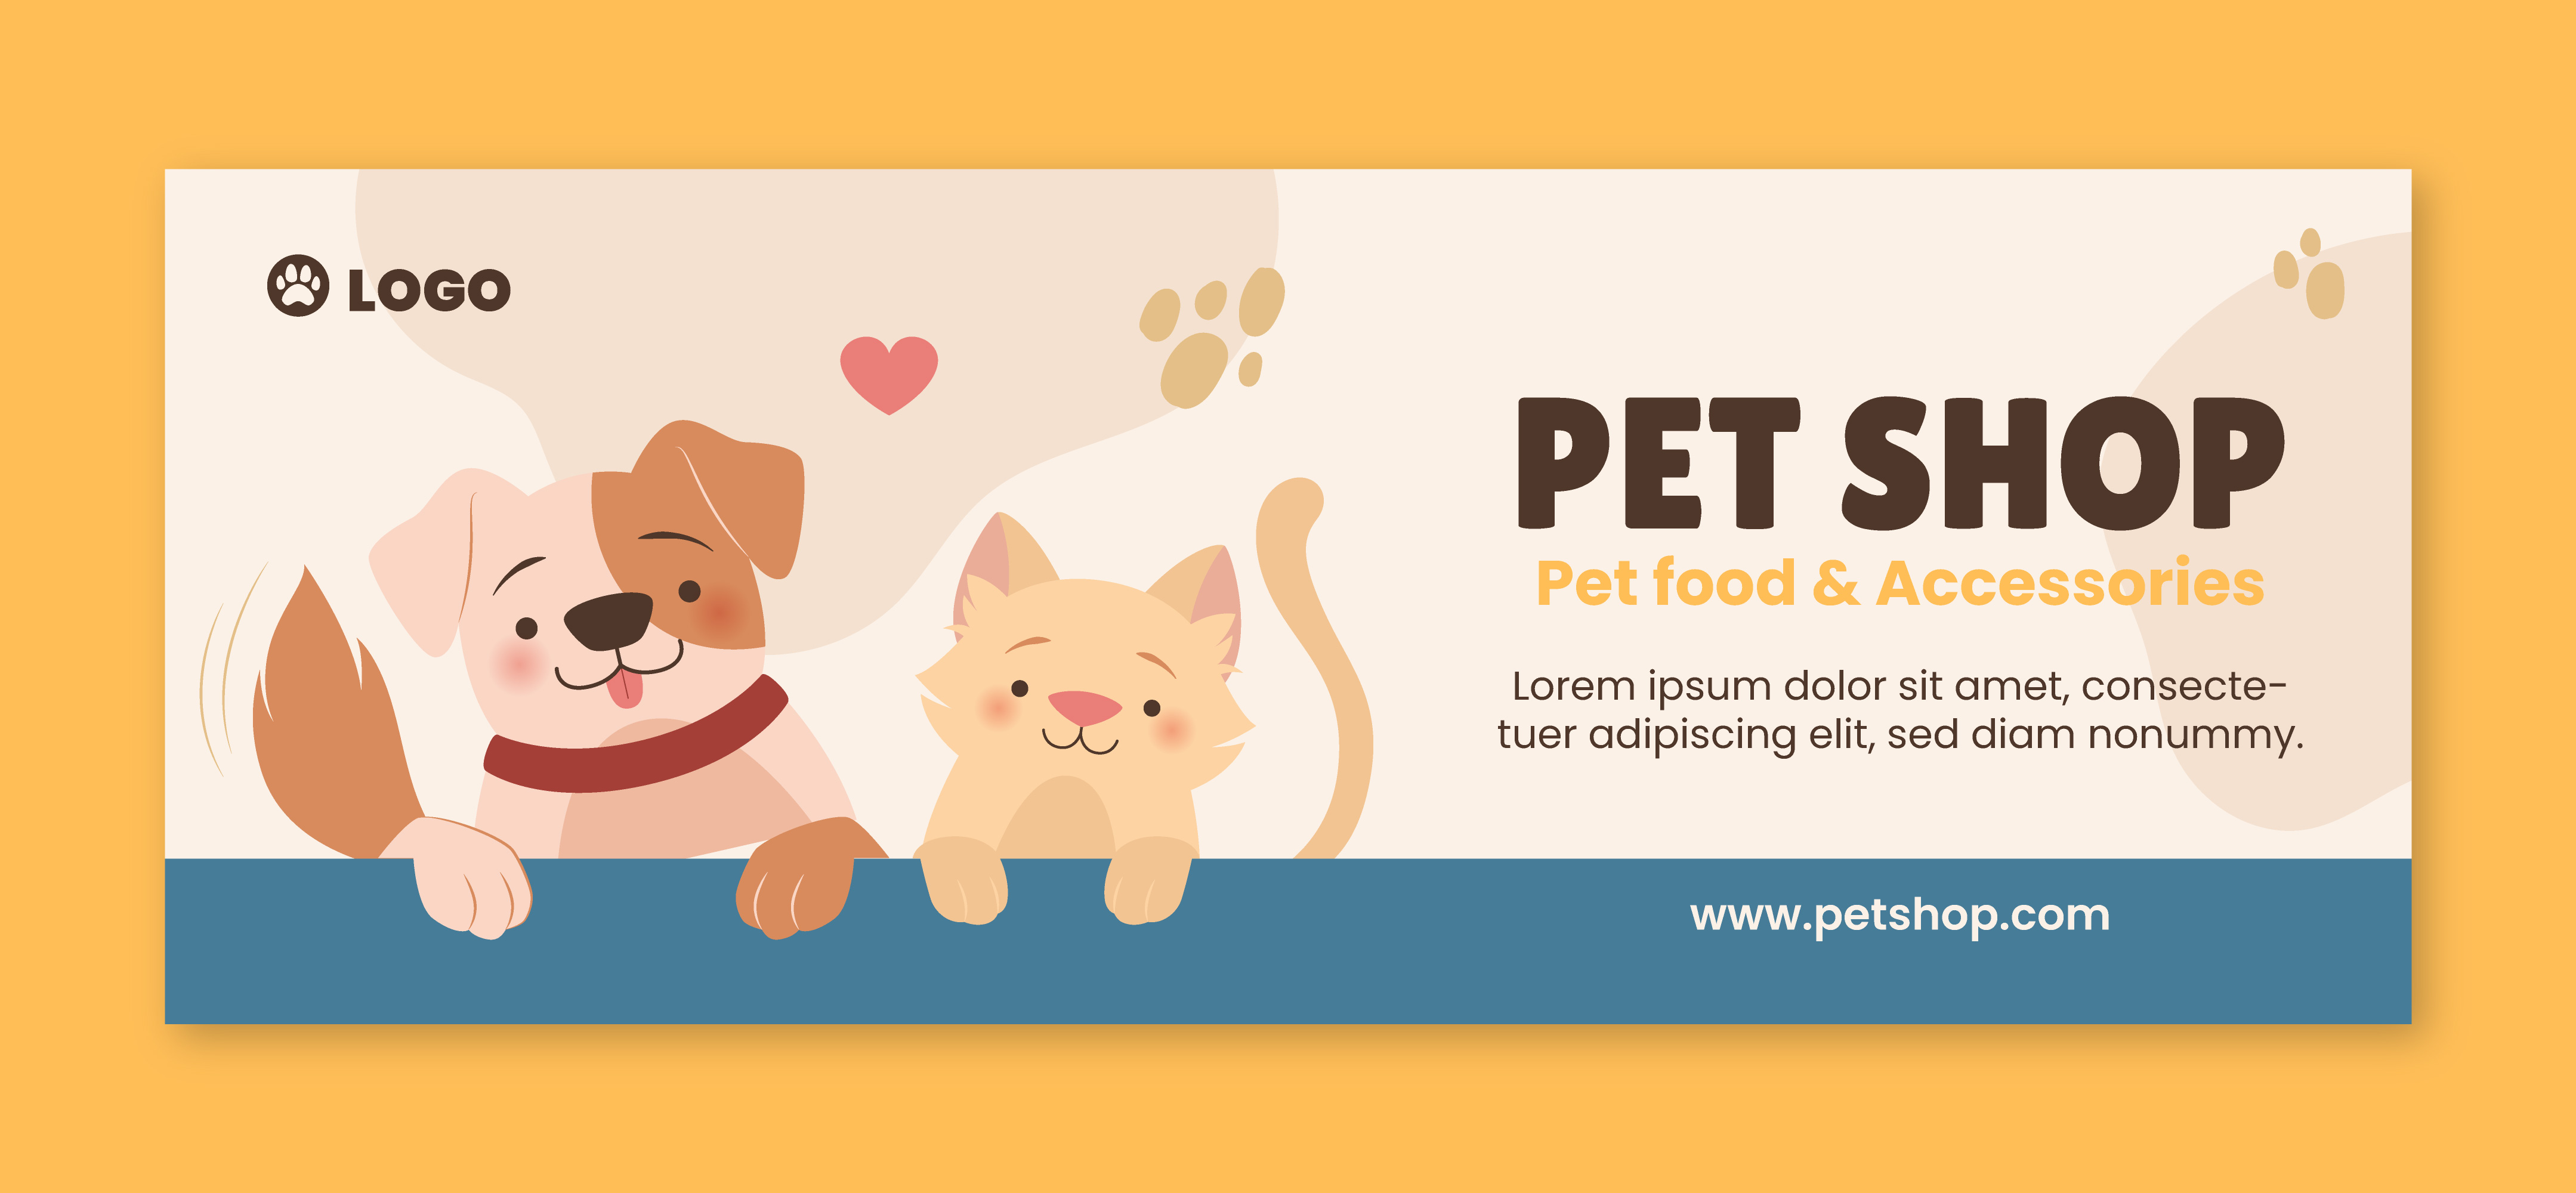 LOGO
PET SHOP
Pet food & Accessories
Lorem ipsum dolor sit amet, consecte-
tuer adipiscing elit, sed diam nonummy.
www.petshop.com